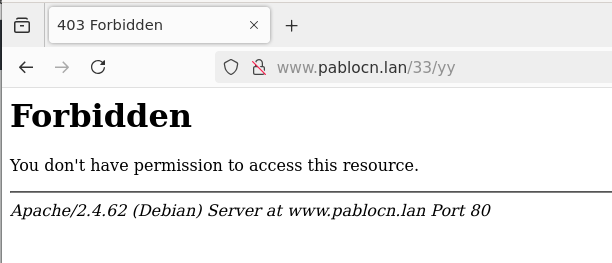 403 Forbidden
www.pablocn.lan/33/yy
Forbidden
You don't have permission to access this resource.
Apache/2.4.62 (Debian) Server at www.pablocn.lan Port 80